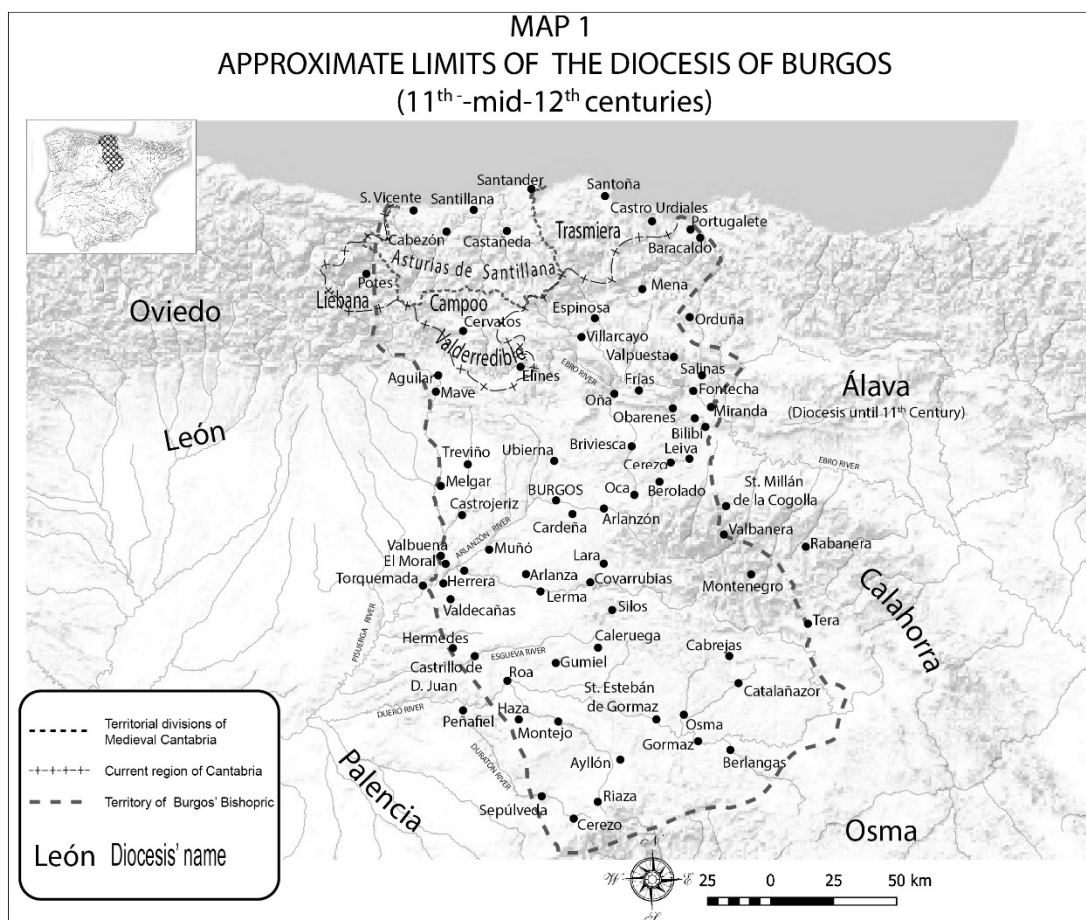 MAP 1
APPROXIMATE LIMITS OF THE DIOCESIS OF BURGOS
(11th--mid-12th centuries)
Santander
Santoña
S. Vicente
Santillana
Castro Urdiales
Portugalete
Trasmiera
Cabezón
Castañeda
Baracaldo
Asturias de Santillana
Potes
Mena
Liébana
Campoo
Espinosa
Oviedo
Cervatos
Orduña
Villarcayo
Valderredible
Valpuesta
Aguilar
Elines
EBRO RIVER
Frías
Salinas
Álava
Mave
Oña
Fontecha
(Diocesis until 11th Century)
Obarenes
Miranda
León
Bilibl
Briviesca
Leiva
Treviño
Ubierna
Cerezo
EBRO RIVER
Melgar
BURGOS
Oca
Berolado
St. Millán
de la Cogolla
Castrojeriz
Cardeña
Arlanzón
ARLANZÓN RIVER
Valbanera
Valbuena
Muñó
Rabanera
El Moral
Lara
Torquemada
Herrera
Arlanza
Covarrubias
Montenegro
Valdecañas
Lerma
Silos
Calahorra
Tera
PISUERGA RIVER
Hermedes
Caleruega
Cabrejas
ESGUEVA RIVER
Castrillo de
D. Juan
Gumiel
Roa
St. Estebán
de Gormaz
Catalañazor
DUERO RIVER
Peñafiel
Haza
Montejo
Osma
Gormaz
Berlangas
Palencia
DURATÓN RIVER
Ayllón
Sepúlveda
Riaza
Cerezo
Osma
Territorial divisions of
Medieval Cantabria
Current region of Cantabria
Territory of Burgos' Bishopric
León Diocesis' name
N
W E
S
25 0 25 50 km